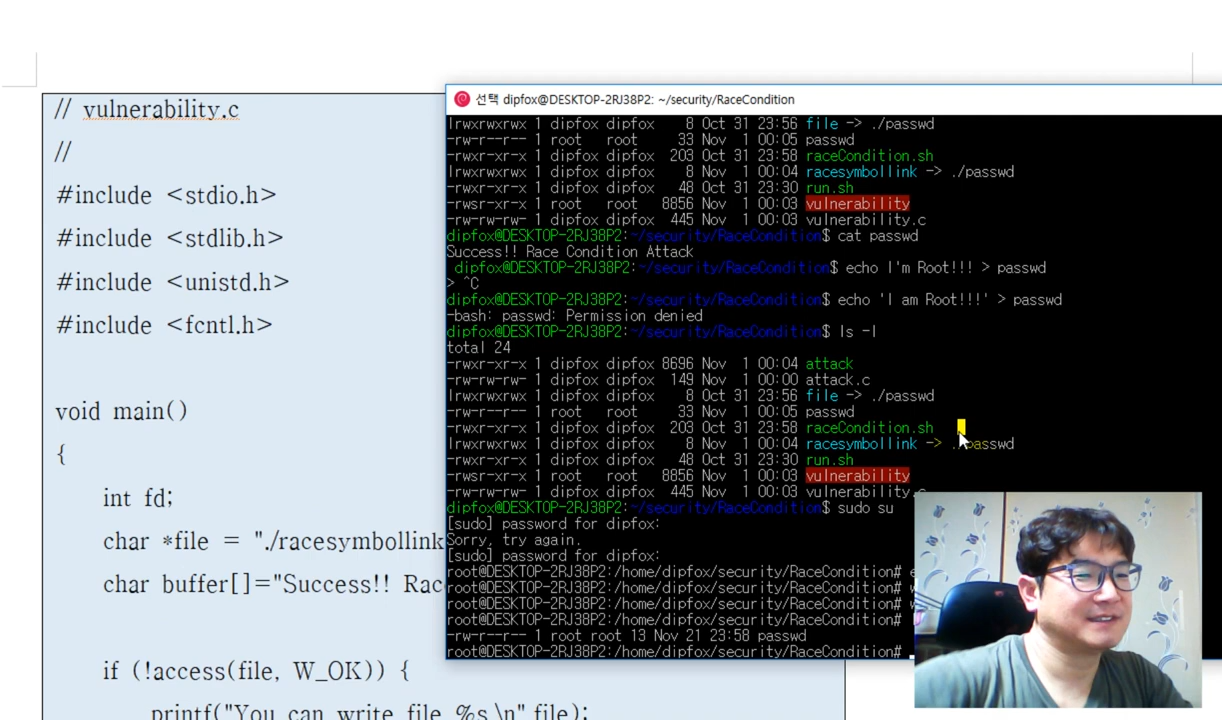 // vulnerability.c
//
#include <stdio.h>
#include <stdlib.h>
#include <unistd.h>
#include <fcntl.h>
void main()
{
int fd;
char *file = "./racesymbollink
char buffer[]="Success!! Rac
if (!access(file, W_OK)) {
printf("You can write file %s.\n",file);
선택 dipfox@DESKTOP-2RJ38P2: ~/security/RaceCondition
lrwxrwxrwx 1 dipfox dipfox 8 Oct 31 23:56 file -> ./passwd
-rw-r--r-- 1 root root 33 Nov 1 00:05 passwd
-rwxr-xr-x 1 dipfox dipfox 203 Oct 31 23:58 raceCondition.sh
lrwxrwxrwx 1 dipfox dipfox 8 Nov 1 00:04 racesymbollink -> ./passwd
-rwxr-xr-x 1 dipfox dipfox 48 Oct 31 23:30 run.sh
-rwsr-xr-x 1 root root 8856 Nov 1 00:03 vulnerability
-rw-rw-rw- 1 dipfox dipfox 445 Nov 1 00:03 vulnerability.c
dipfox@DESKTOP-2RJ38P2:~/security/RaceCondition$ cat passwd
Success!! Race Condition Attack
dipfox@DESKTOP-2RJ38P2:~/security/RaceCondition$ echo I'm Root!!! > passwd
> ^C
dipfox@DESKTOP-2RJ38P2:~/security/RaceCondition$ echo 'I am Root!!!' > passwd
-bash: passwd: Permission denied
dipfox@DESKTOP-2RJ38P2:~/security/RaceCondition$ ls -l
total 24
-rwxr-xr-x 1 dipfox dipfox 8696 Nov 1 00:04 attack
-rw-rw-rw- 1 dipfox dipfox 149 Nov 1 00:00 attack.c
lrwxrwxrwx 1 dipfox dipfox 8 Oct 31 23:56 file -> ./passwd
-rw-r--r-- 1 root root 33 Nov 1 00:05 passwd
-rwxr-xr-x 1 dipfox dipfox 203 Oct 31 23:58 raceCondition.sh
lrwxrwxrwx 1 dipfox dipfox 8 Nov 1 00:04 racesymbollink -> ./passwd
-rwxr-xr-x 1 dipfox dipfox 48 Oct 31 23:30 run.sh
-rwsr-xr-x 1 root root 8856 Nov 1 00:03 vulnerability
-rw-rw-rw- 1 dipfox dipfox 445 Nov 1 00:03 vulnerability.c
dipfox@DESKTOP-2RJ38P2:~/security/RaceCondition$ sudo su
[sudo] password for dipfox:
Sorry, try again.
[sudo] password for dipfox:
root@DESKTOP-2RJ38P2:/home/dipfox/security/RaceCondition# e
root@DESKTOP-2RJ38P2:/home/dipfox/security/RaceCondition#
root@DESKTOP-2RJ38P2:/home/dipfox/security/RaceCondition#
root@DESKTOP-2RJ38P2:/home/dipfox/security/RaceCondition#
-rw-r--r-- 1 root root 13 Nov 21 23:58 passwd
root@DESKTOP-2RJ38P2:/home/dipfox/security/RaceCondition#